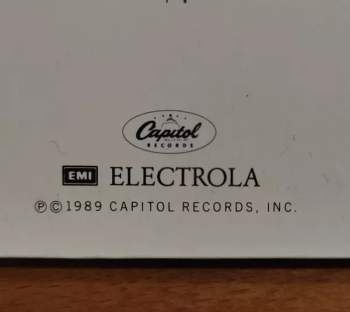 Capitol
RECORDS
EMI ELECTROLA
℗©1989 CAPITOL RECORDS, INC.